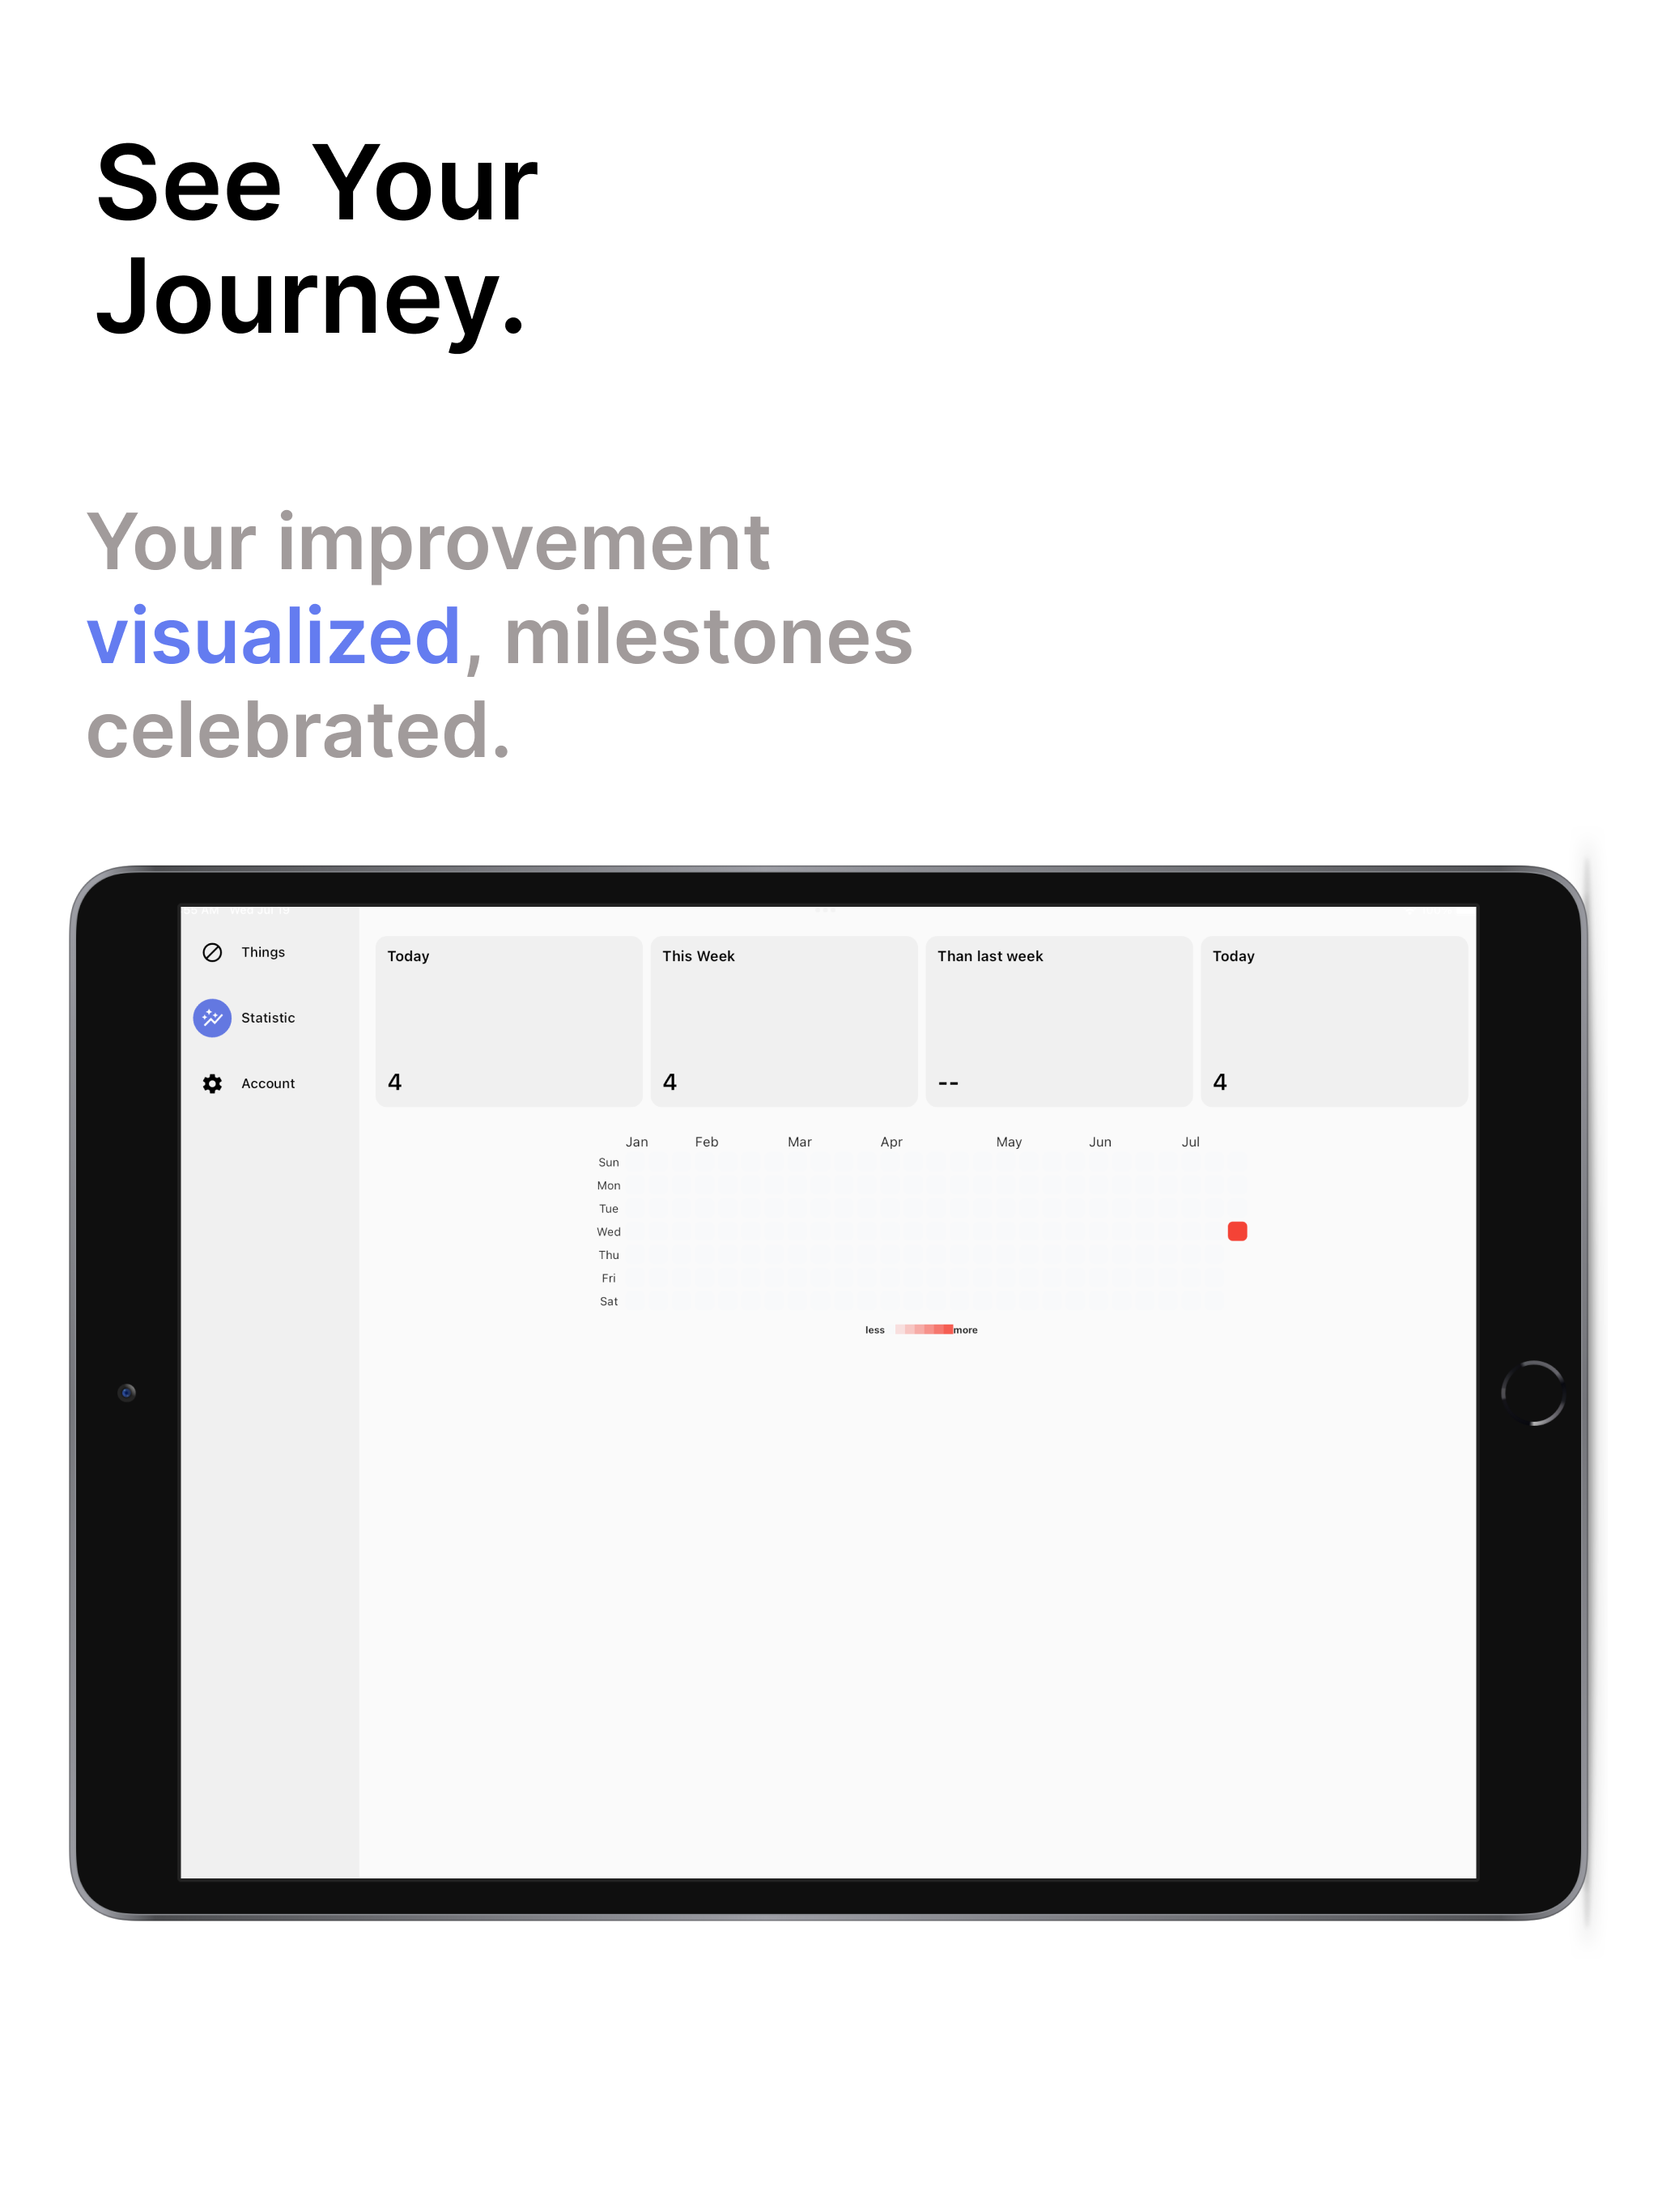 See Your
Journey.
Your improvement
visualized, milestones
celebrated.
Things
Statistic
Account
Today
This Week
Than last week
Today
4
4
--
4
Jan Feb Mar Apr May Jun Jul
Sun
Mon
Tue
Wed
Thu
Fri
Sat
less more